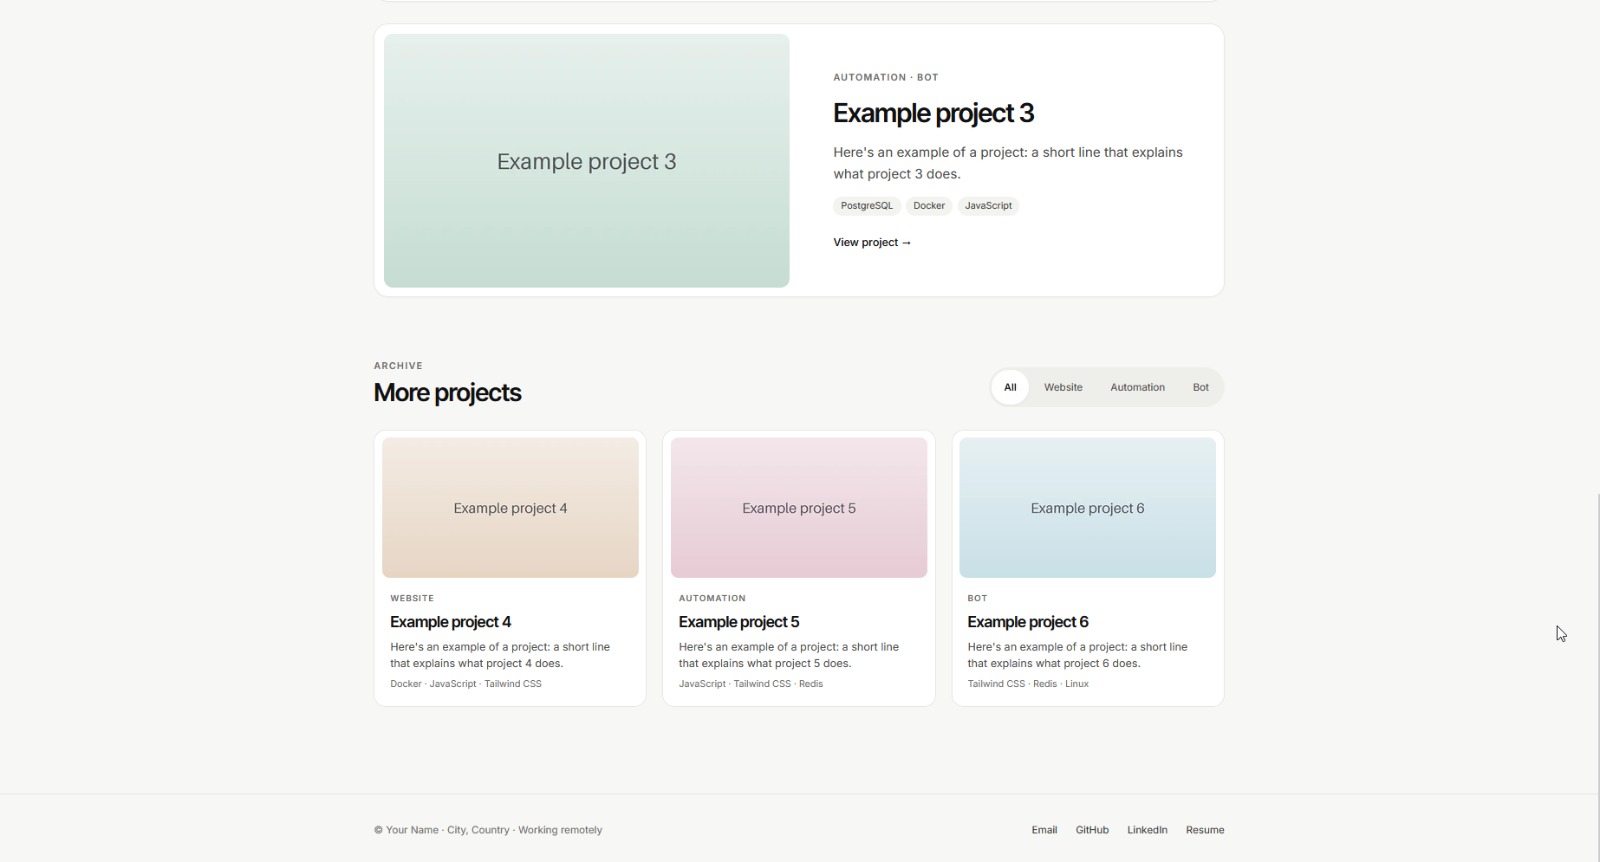 Example project 3
AUTOMATION · BOT
Example project 3
Here's an example of a project: a short line that explains
what project 3 does.
PostgreSQL Docker JavaScript
View project →
ARCHIVE
More projects
All Website Automation Bot
Example project 4
WEBSITE
Example project 4
Here's an example of a project: a short line
that explains what project 4 does.
Docker · JavaScript · Tailwind CSS
Example project 5
AUTOMATION
Example project 5
Here's an example of a project: a short line
that explains what project 5 does.
JavaScript · Tailwind CSS · Redis
Example project 6
BOT
Example project 6
Here's an example of a project: a short line
that explains what project 6 does.
Tailwind CSS · Redis · Linux
© Your Name · City, Country · Working remotely
Email GitHub LinkedIn Resume